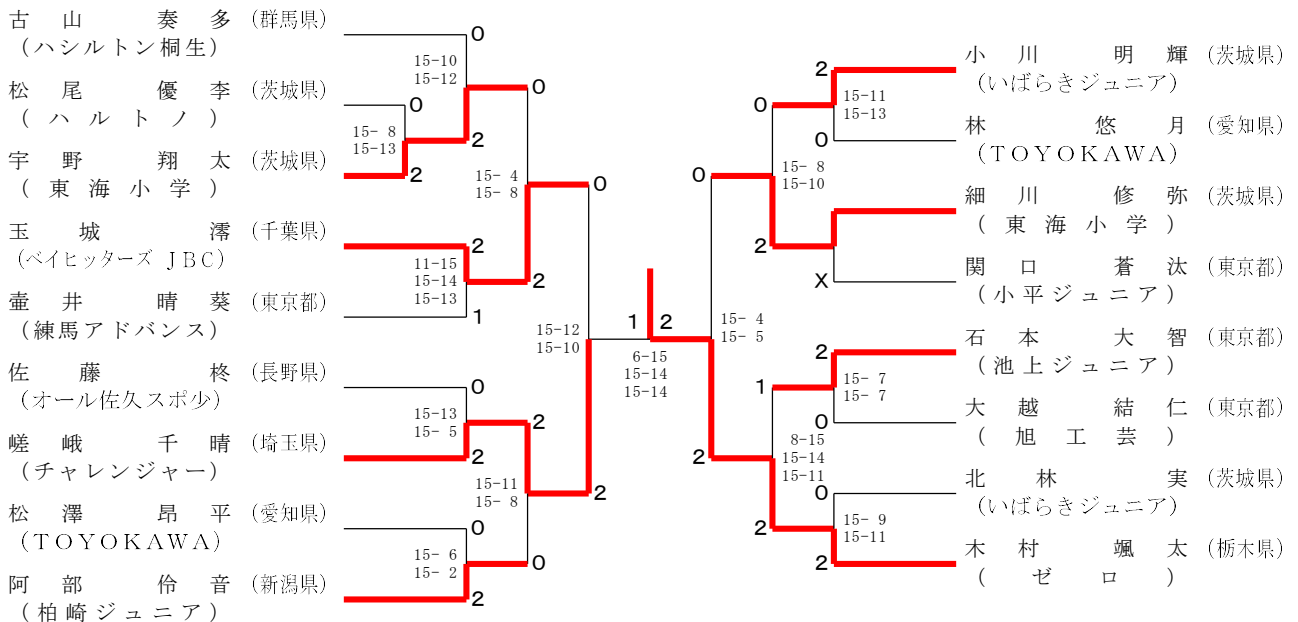 古山 奏多 (群馬県)
(ハシルトン桐生)
松尾 優李 (茨城県)
(ハルトノ)
宇野 翔太 (茨城県)
(東海小学)
玉城 澪 (千葉県)
(ベイヒッターズ JBC)
壷井 晴葵 (東京都)
(練馬アドバンス)
佐藤 柊 (長野県)
(オール佐久スポ少)
嵯峨 千晴 (埼玉県)
(チャレンジャー)
松澤 昂平 (愛知県)
(TOYOKAWA)
阿部 伶音 (新潟県)
(柏崎ジュニア)
0
15-10
15-12
0
15- 8
15-13
2
2
0
15- 4
15- 8
2
11-15
15-14
15-13
1
2
0
15-12
15-10
0
15-13
15- 5
2
2
15-11
15- 8
2
0
15- 6
15- 2
2
0
1 2
6-15
15-14
15-14
0
15- 4
15- 5
2
0
15- 8
15-10
2
2
15-11
15-13
0
X
1
8-15
15-14
15-11
2
2
15- 7
15- 7
0
0
15- 9
15-11
2
小川 明輝 (茨城県)
(いばらきジュニア)
林 悠月 (愛知県)
(TOYOKAWA)
細川 修弥 (茨城県)
(東海小学)
関口 蒼汰 (東京都)
(小平ジュニア)
石本 大智 (東京都)
(池上ジュニア)
大越 結仁 (東京都)
(旭工芸)
北林 実 (茨城県)
(いばらきジュニア)
木村 颯太 (栃木県)
(ゼロ)